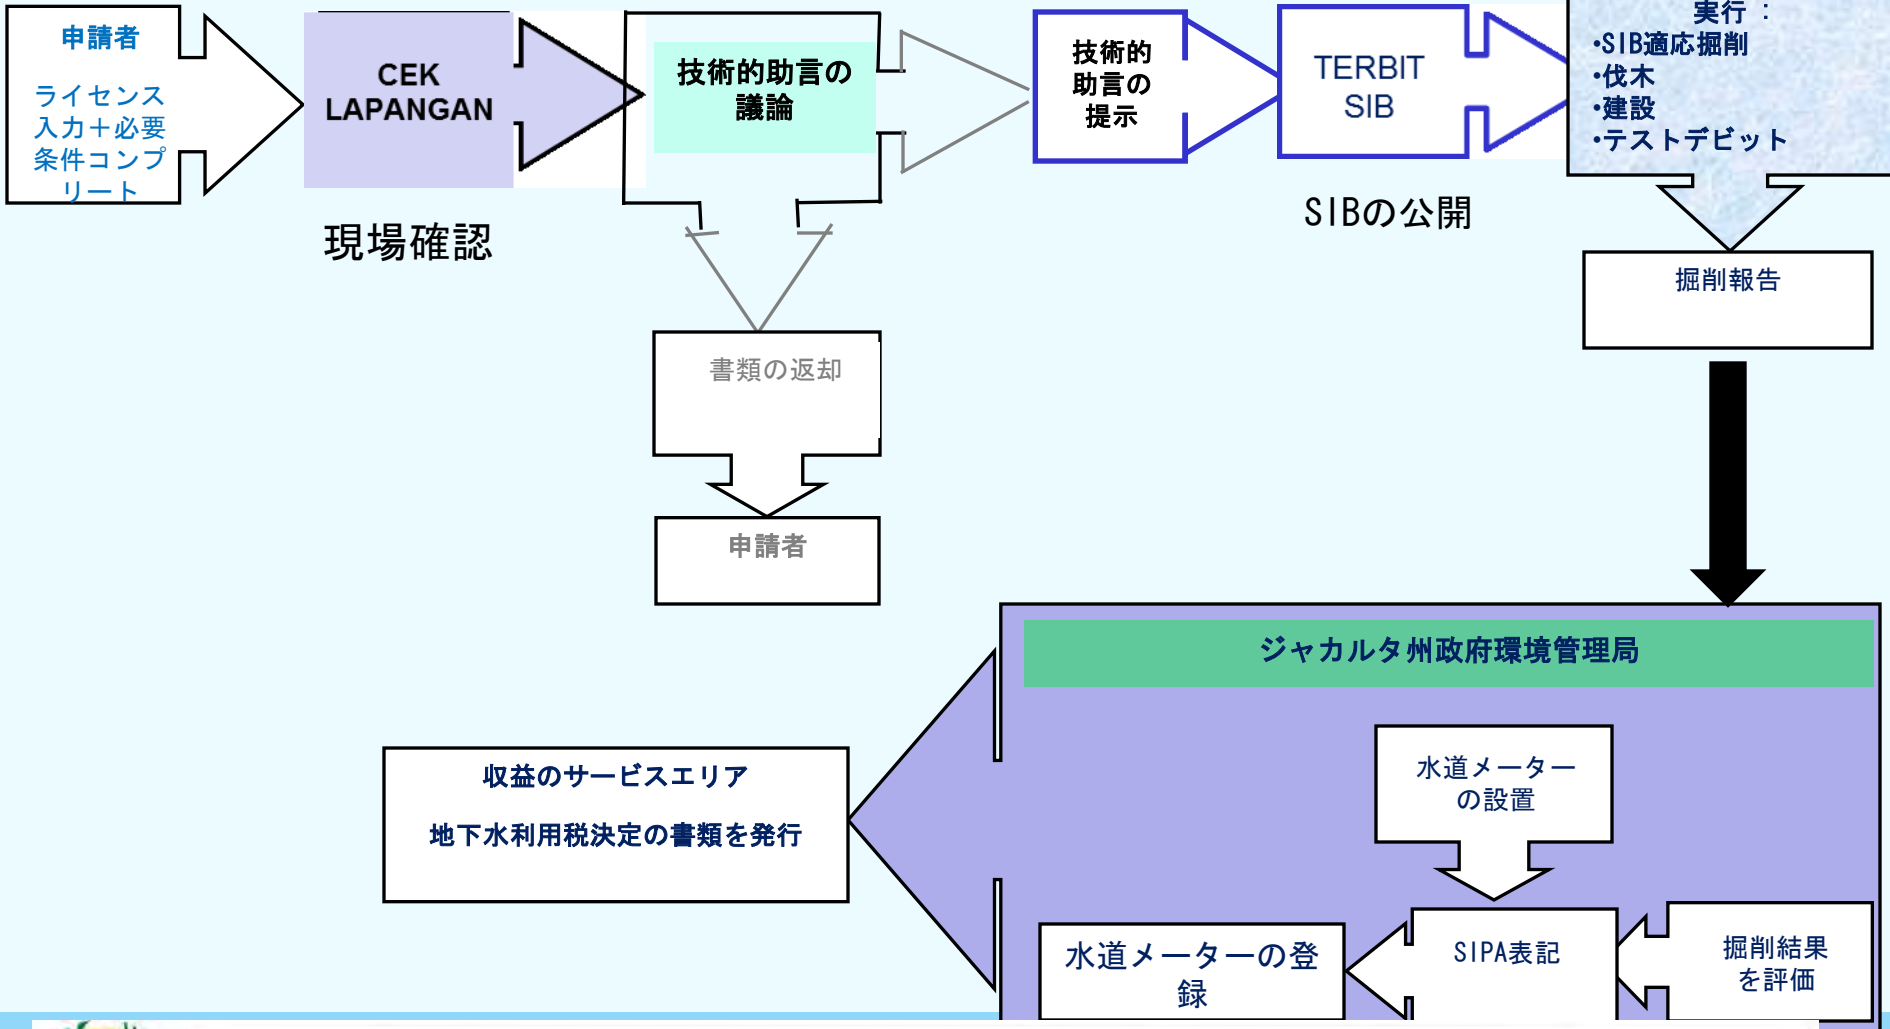 申請者
ライセンス
入力＋必要
条件コンプ
リート
CEK
LAPANGAN
現場確認
技術的助言の
議論
技術的
助言の
提示
TERBIT
SIB
SIBの公開
実行：
•SIB適応掘削
•伐木
•建設
•テストデビット
掘削報告
書類の返却
申請者
ジャカルタ州政府環境管理局
収益のサービスエリア
地下水利用税決定の書類を発行
水道メーター
の設置
水道メーターの登
録
SIPA表記
掘削結果
を評価